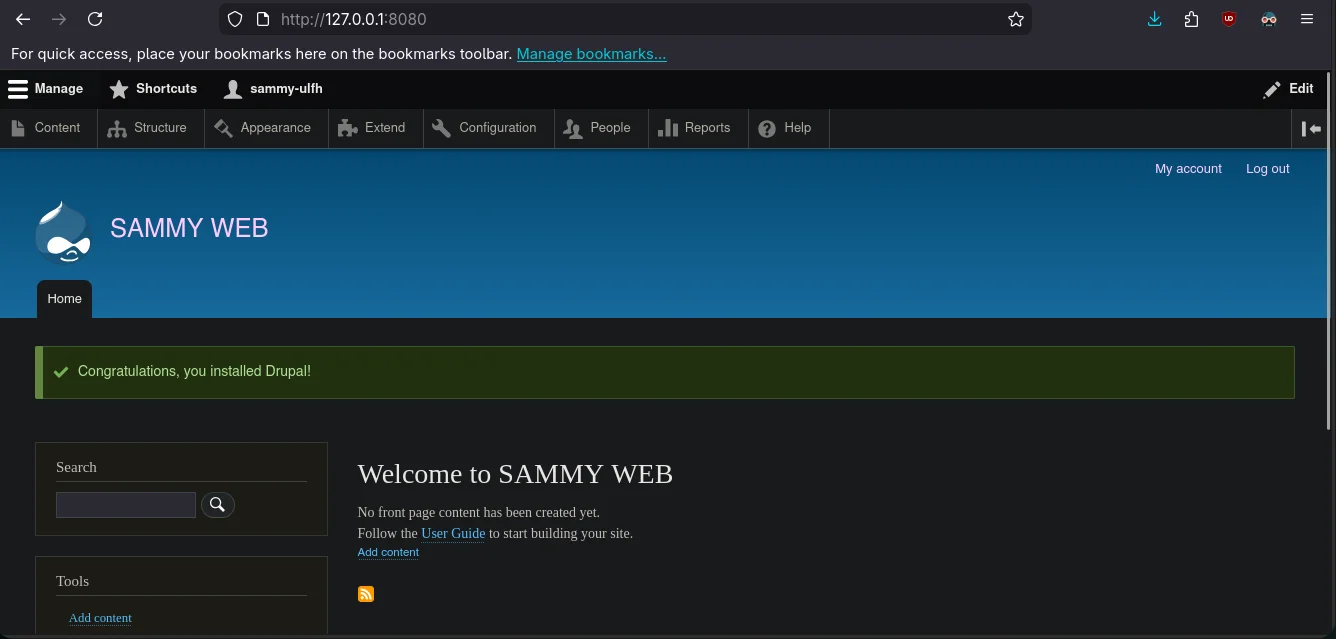 http://127.0.0.1:8080
For quick access, place your bookmarks here on the bookmarks toolbar. Manage bookmarks...
Manage Shortcuts sammy-ulfh Edit
Content Structure Appearance Extend Configuration People Reports Help
My account Log out
SAMMY WEB
Home
Congratulations, you installed Drupal!
Search
Welcome to SAMMY WEB
No front page content has been created yet.
Follow the User Guide to start building your site.
Add content
Tools
Add content